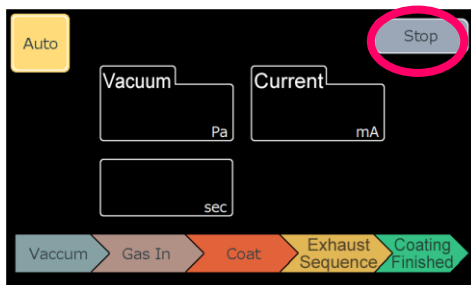 Auto
Stop
Vacuum
Current
Pa
mA
sec
Vaccum
Gas In
Coat
Exhaust
Sequence
Coating
Finished